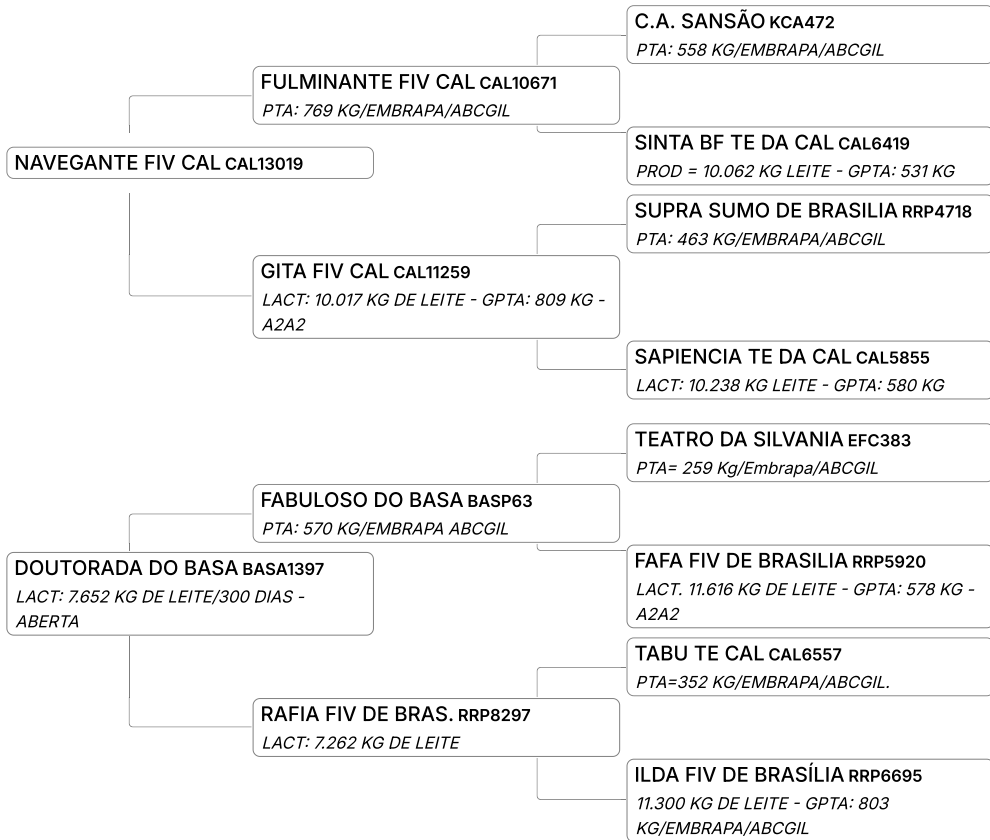 C.A. SANSÃO KCA472
PTA: 558 KG/EMBRAPA/ABCGIL
FULMINANTE FIV CAL CAL10671
PTA: 769 KG/EMBRAPA/ABCGIL
SINTA BF TE DA CAL CAL6419
PROD = 10.062 KG LEITE - GPTA: 531 KG
NAVEGANTE FIV CAL CAL13019
SUPRA SUMO DE BRASILIA RRP4718
PTA: 463 KG/EMBRAPA/ABCGIL
GITA FIV CAL CAL11259
LACT: 10.017 KG DE LEITE - GPTA: 809 KG -
A2A2
SAPIENCIA TE DA CAL CAL5855
LACT: 10.238 KG LEITE - GPTA: 580 KG
TEATRO DA SILVANIA EFC383
PTA= 259 Kg/Embrapa/ABCGIL
FABULOSO DO BASA BASP63
PTA: 570 KG/EMBRAPA ABCGIL
FAFA FIV DE BRASILIA RRP5920
LACT. 11.616 KG DE LEITE - GPTA: 578 KG -
A2A2
DOUTORADA DO BASA BASA1397
LACT: 7.652 KG DE LEITE/300 DIAS -
ABERTA
TABU TE CAL CAL6557
PTA=352 KG/EMBRAPA/ABCGIL.
RAFIA FIV DE BRAS. RRP8297
LACT: 7.262 KG DE LEITE
ILDA FIV DE BRASÍLIA RRP6695
11.300 KG DE LEITE - GPTA: 803
KG/EMBRAPA/ABCGIL